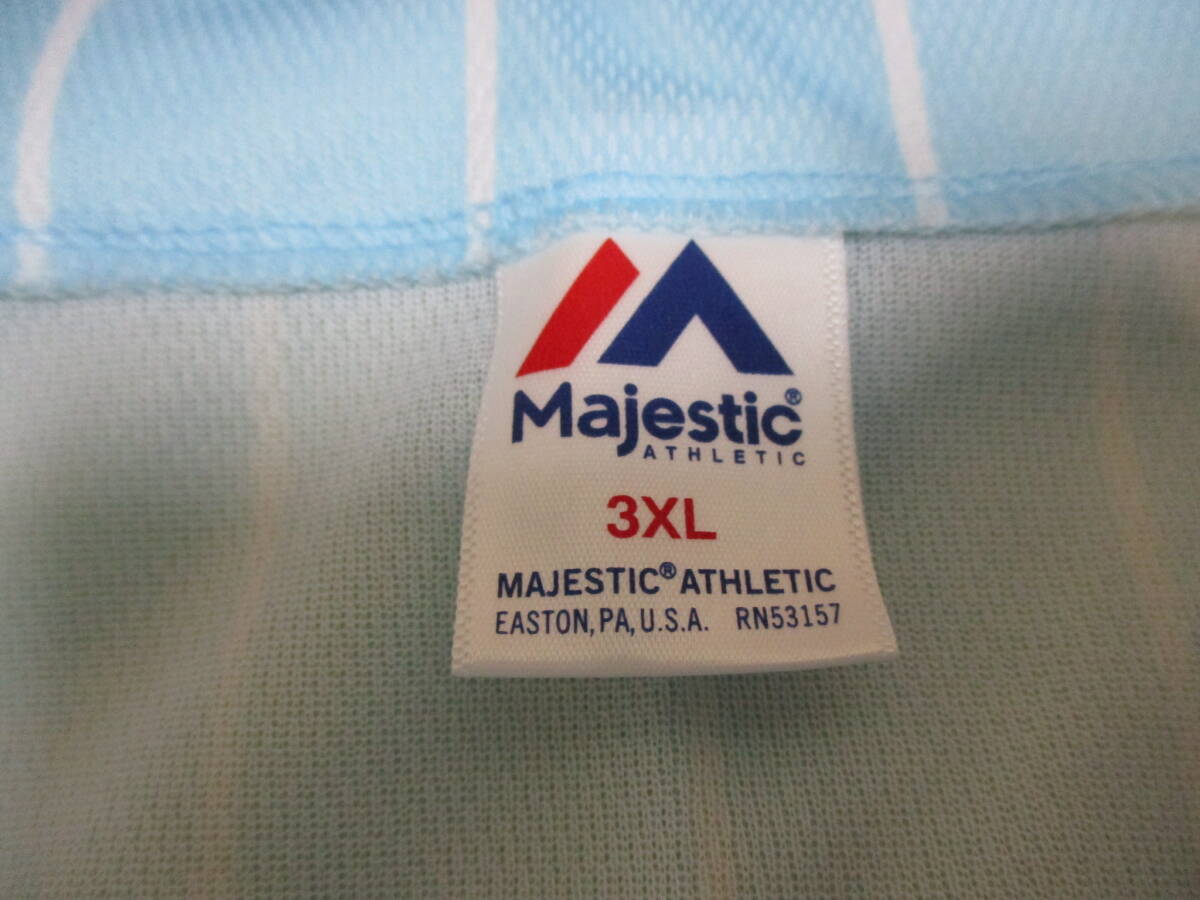 Majestic®
ATHLETIC
3XL
MAJESTIC® ATHLETIC
EASTON, PA, U.S.A. RN53157